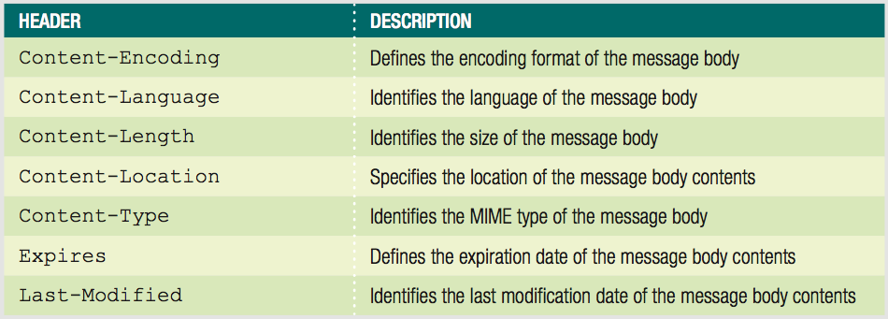 HEADER DESCRIPTION
Content-Encoding Defines the encoding format of the message body
Content-Language Identifies the language of the message body
Content-Length Identifies the size of the message body
Content-Location Specifies the location of the message body contents
Content-Type Identifies the MIME type of the message body
Expires Defines the expiration date of the message body contents
Last-Modified Identifies the last modification date of the message body contents